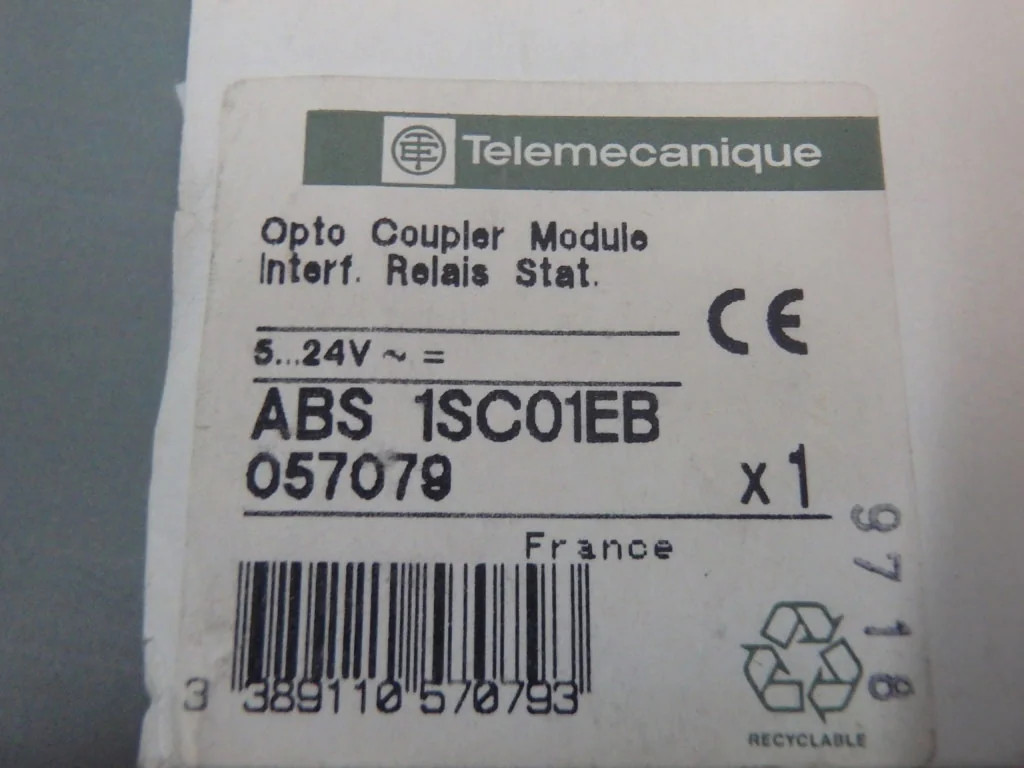 Telemecanique
Opto Coupler Module
Interf. Relais Stat.
CE
5...24V ~ =
ABS 1SC01EB
057079
x 1
France
9718
3 389110 570793
RECYCLABLE